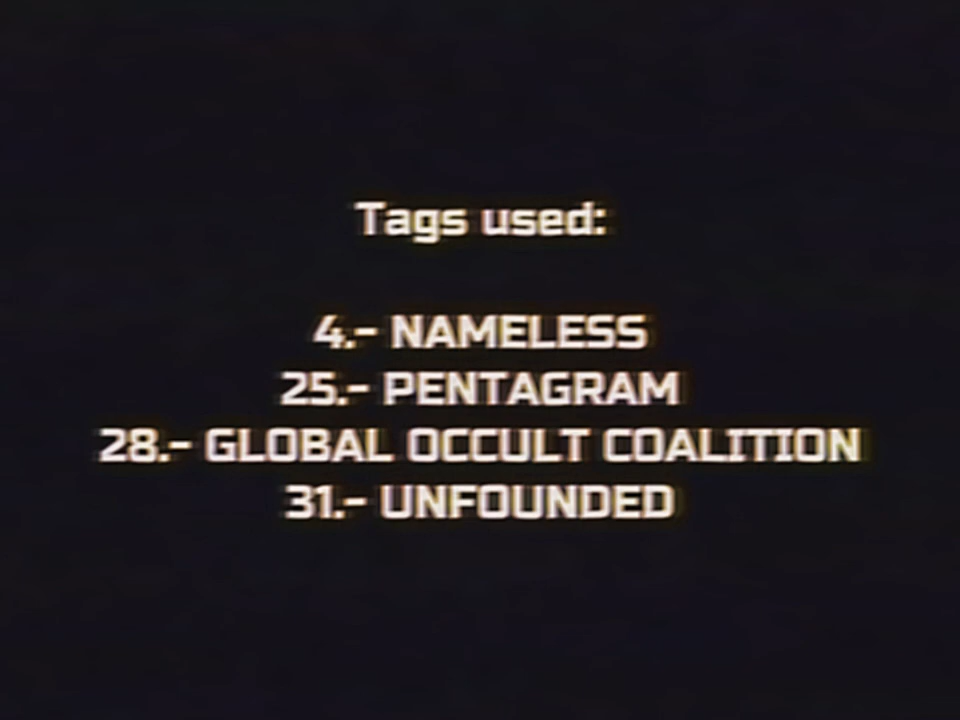 Tags used:
4.- NAMELESS
25.- PENTAGRAM
28.- GLOBAL OCCULT COALITION
31.- UNFOUNDED